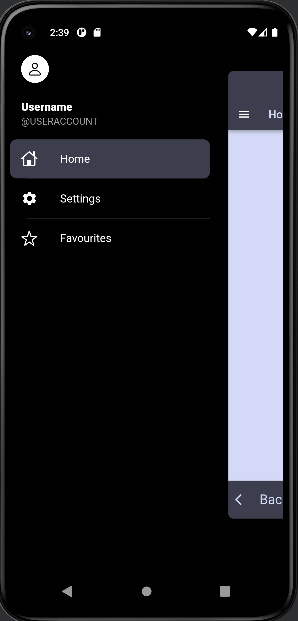 2:39
Username
@USERACCOUNT
Home
Ho
Settings
Favourites
Bac